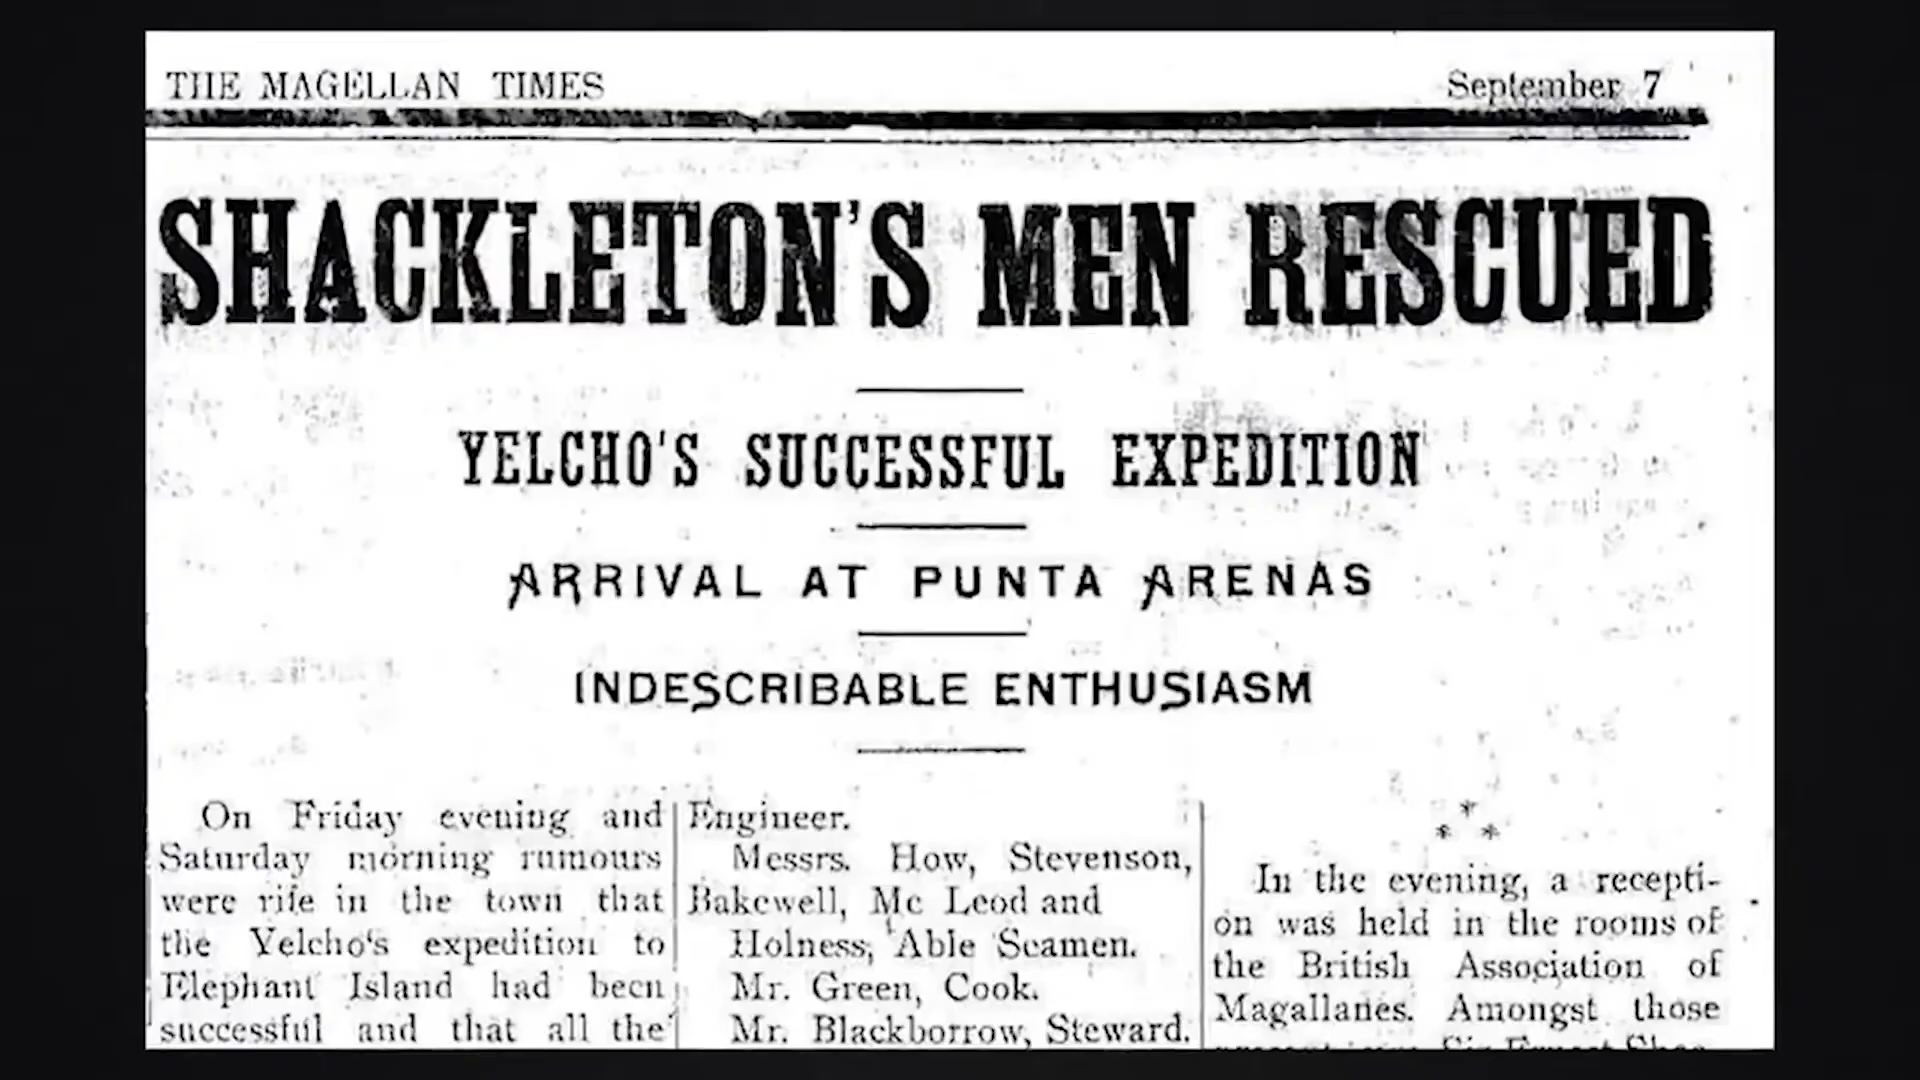 THE MAGELLAN TIMES
September 7
SHACKLETON'S MEN RESCUED
YELCHO'S SUCCESSFUL EXPEDITION
ARRIVAL AT PUNTA ARENAS
INDESCRIBABLE ENTHUSIASM
On Friday evening and
Saturday morning rumours
were rife in the town that
the Yelcho's expedition to
Elephant Island had been
successful and that all the
Engineer.
Messrs. How, Stevenson,
Bakewell, Mc Leod and
Holness, Able Seamen.
Mr. Green, Cook.
Mr. Blackborrow, Steward.
* * *
In the evening, a recepti-
on was held in the rooms of
the British Association of
Magallanes. Amongst those
Sir Ernest